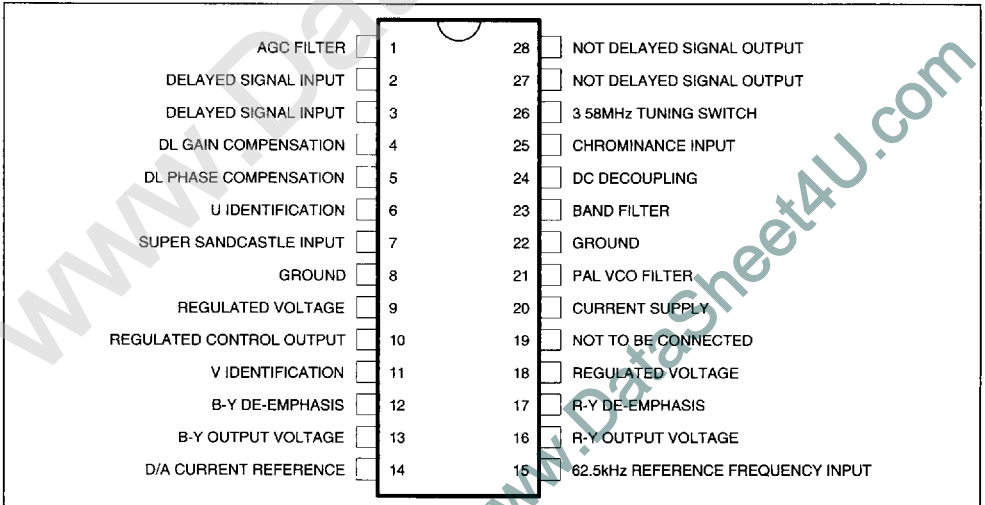 AGC FILTER 1 28 NOT DELAYED SIGNAL OUTPUT
DELAYED SIGNAL INPUT 2 27 NOT DELAYED SIGNAL OUTPUT
DELAYED SIGNAL INPUT 3 26 3 58MHz TUNING SWITCH
DL GAIN COMPENSATION 4 25 CHROMINANCE INPUT
DL PHASE COMPENSATION 5 24 DC DECOUPLING
U IDENTIFICATION 6 23 BAND FILTER
SUPER SANDCASTLE INPUT 7 22 GROUND
GROUND 8 21 PAL VCO FILTER
REGULATED VOLTAGE 9 20 CURRENT SUPPLY
REGULATED CONTROL OUTPUT 10 19 NOT TO BE CONNECTED
V IDENTIFICATION 11 18 REGULATED VOLTAGE
B-Y DE-EMPHASIS 12 17 R-Y DE-EMPHASIS
B-Y OUTPUT VOLTAGE 13 16 R-Y OUTPUT VOLTAGE
D/A CURRENT REFERENCE 14 15 62.5kHz REFERENCE FREQUENCY INPUT
www.DataSheet4U.com
www.Da